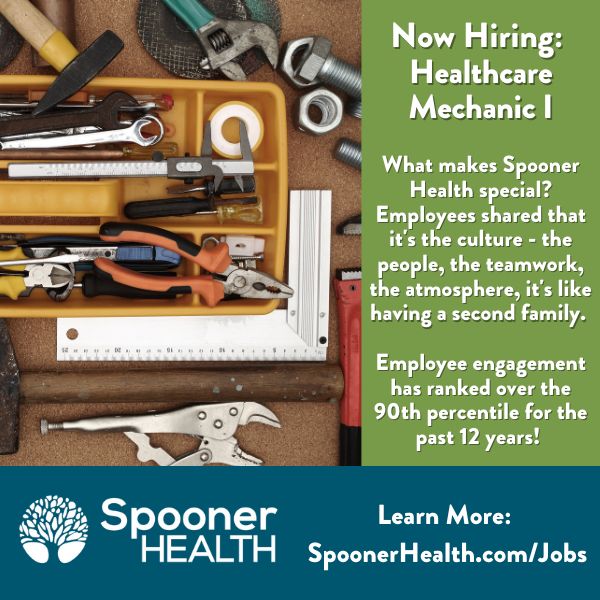 Now Hiring:
Healthcare
Mechanic I
What makes Spooner
Health special?
Employees shared that
it's the culture - the
people, the teamwork,
the atmosphere, it's like
having a second family.
Employee engagement
has ranked over the
90th percentile for the
past 12 years!
Spooner
HEALTH
Learn More:
SpoonerHealth.com/Jobs